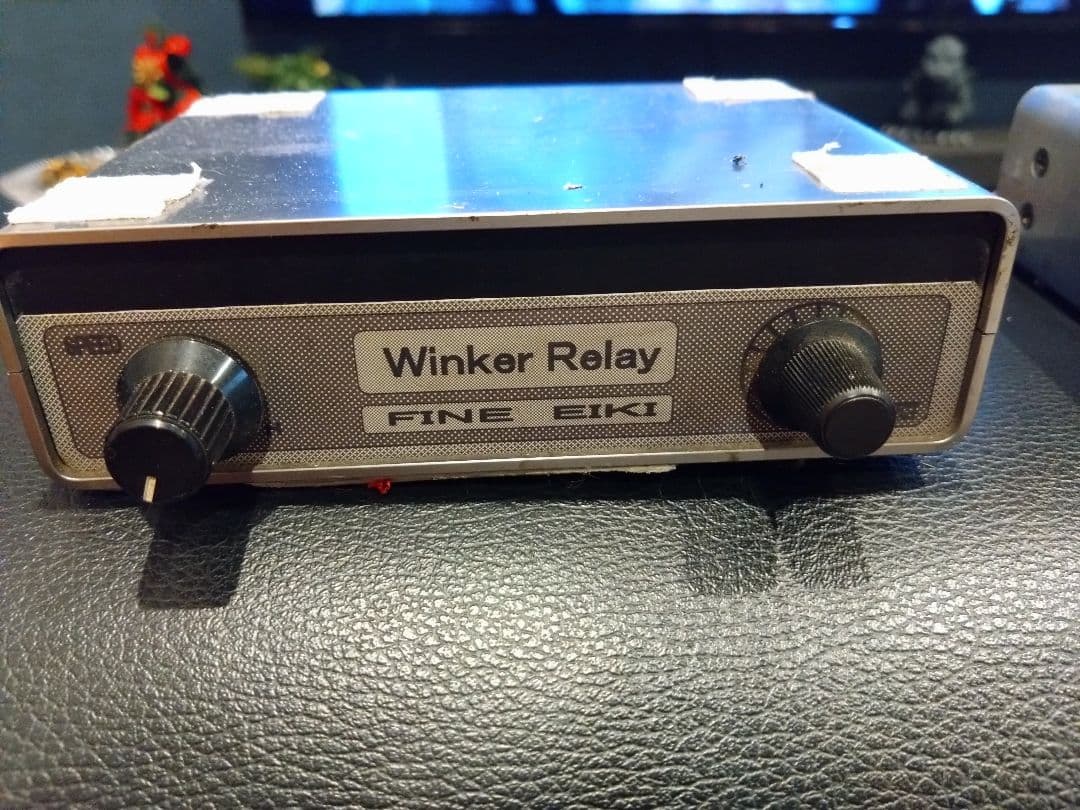 SPEED
Winker Relay
FINE EIKI